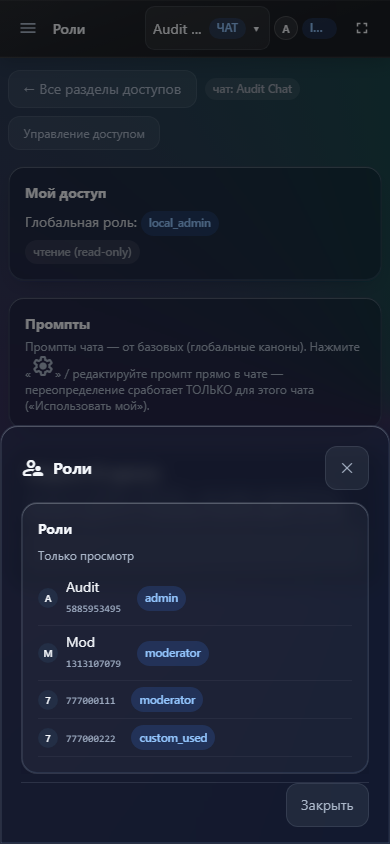 Роли
Audit ... ЧАТ ▾ A I...
← Все разделы доступов
чат: Audit Chat
Управление доступом
Мой доступ
Глобальная роль: local_admin
чтение (read-only)
Промпты
Промпты чата — от базовых (глобальные каноны). Нажмите
« » / редактируйте промпт прямо в чате —
переопределение сработает ТОЛЬКО для этого чата
(«Использовать мой»).
Роли
Роли
Только просмотр
A Audit admin
5885953495
M Mod moderator
1313107079
7 777000111 moderator
7 777000222 custom_used
Закрыть